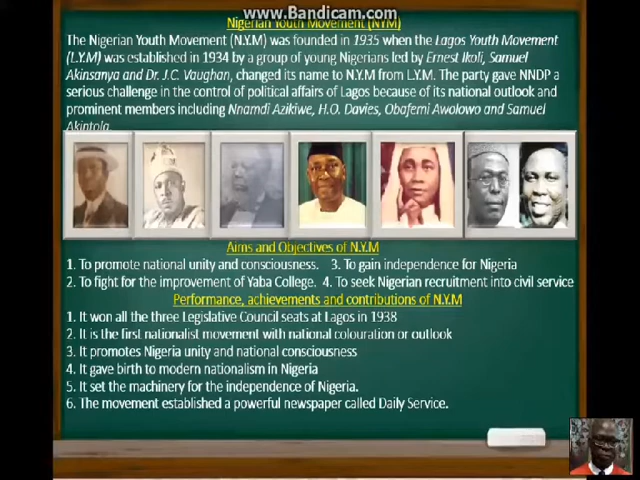 www.Bandicam.com
Nigerian Youth Movement (NYM)
The Nigerian Youth Movement (N.Y.M) was founded in 1935 when the Lagos Youth Movement
(L.Y.M) was established in 1934 by a group of young Nigerians led by Ernest Ikoli, Samuel
Akinsanya and Dr. J.C. Vaughan, changed its name to N.Y.M from L.Y.M. The party gave NNDP a
serious challenge in the control of political affairs of Lagos because of its national outlook and
prominent members including Nnamdi Azikiwe, H.O. Davies, Obafemi Awolowo and Samuel
Akintola.
Aims and Objectives of N.Y.M
1. To promote national unity and consciousness. 3. To gain independence for Nigeria
2. To fight for the improvement of Yaba College. 4. To seek Nigerian recruitment into civil service
Performance, achievements and contributions of N.Y.M
1. It won all the three Legislative Council seats at Lagos in 1938
2. It is the first nationalist movement with national colouration or outlook
3. It promotes Nigeria unity and national consciousness
4. It gave birth to modern nationalism in Nigeria
5. It set the machinery for the independence of Nigeria.
6. The movement established a powerful newspaper called Daily Service.